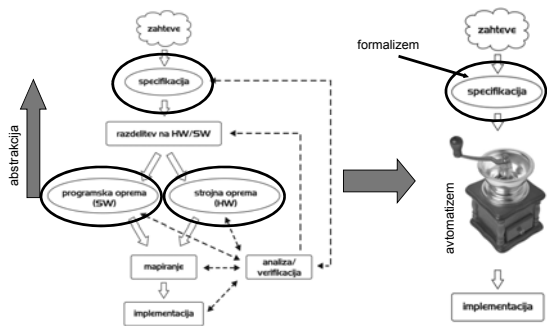 zahteve
specifikacija
razdelitev na HW/SW
abstrakcija
programska oprema
(SW)
strojna oprema
(HW)
mapiranje
analiza/
verifikacija
implementacija
zahteve
formalizem
specifikacija
avtomatizem
implementacija